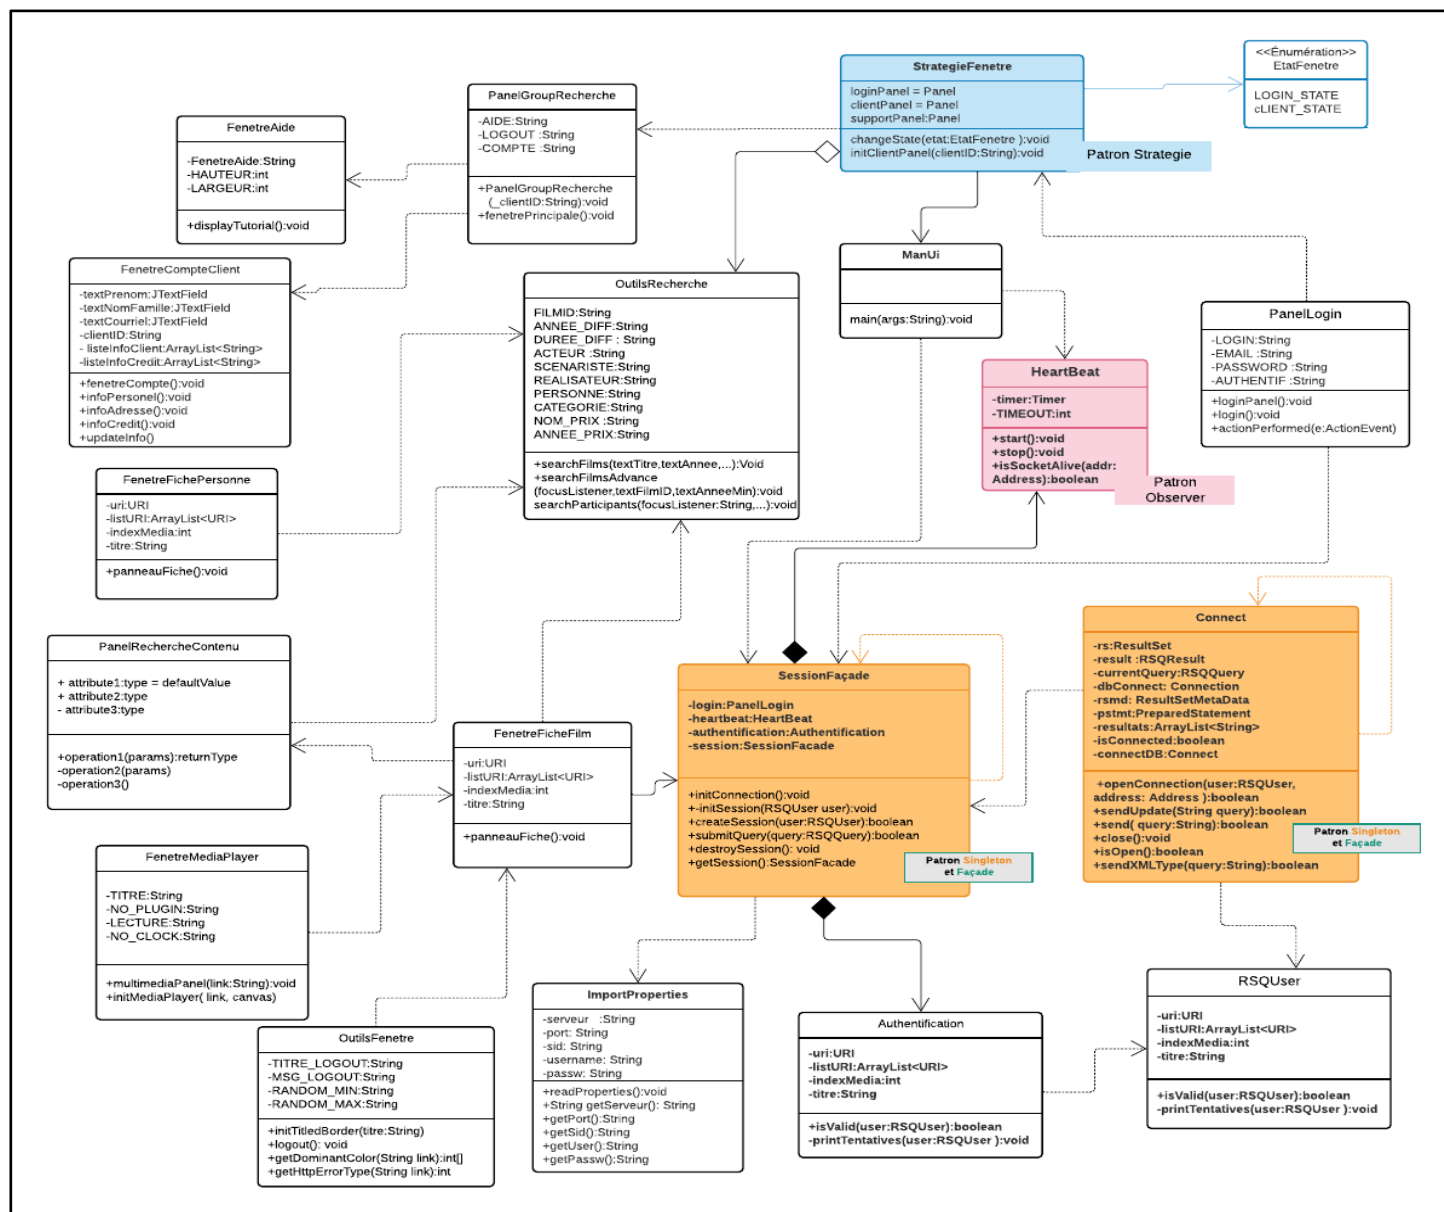 StrategieFenetre
loginPanel = Panel
clientPanel = Panel
supportPanel:Panel
changeState(etat:EtatFenetre ):void
initClientPanel(clientID:String):void
Patron Strategie
<<Énumération>>
EtatFenetre
LOGIN_STATE
cLIENT_STATE
PanelGroupRecherche
-AIDE:String
-LOGOUT :String
-COMPTE :String
+PanelGroupRecherche
(_clientID:String):void
+fenetrePrincipale():void
FenetreAide
-FenetreAide:String
-HAUTEUR:int
-LARGEUR:int
+displayTutorial():void
FenetreCompteClient
-textPrenom:JTextField
-textNomFamille:JTextField
-textCourriel:JTextField
-clientID:String
- listeInfoClient:ArrayList<String>
-listeInfoCredit:ArrayList<String>
+fenetreCompte():void
+infoPersonel():void
+infoAdresse():void
+infoCredit():void
+updateInfo()
OutilsRecherche
FILMID:String
ANNEE_DIFF:String
DUREE_DIFF : String
ACTEUR :String
SCENARISTE:String
REALISATEUR:String
PERSONNE:String
CATEGORIE:String
NOM_PRIX :String
ANNEE_PRIX:String
+searchFilms(textTitre,textAnnee,...):Void
+searchFilmsAdvance
(focusListener,textFilmID,textAnneeMin):void
searchParticipants(focusListener:String,...):void
ManUi
main(args:String):void
HeartBeat
-timer:Timer
-TIMEOUT:int
+start():void
+stop():void
+isSocketAlive(addr:
Address):boolean
Patron
Observer
PanelLogin
-LOGIN:String
-EMAIL :String
-PASSWORD :String
-AUTHENTIF :String
+loginPanel():void
+login():void
+actionPerformed(e:ActionEvent)
FenetreFichePersonne
-uri:URI
-listURI:ArrayList<URI>
-indexMedia:int
-titre:String
+panneauFiche():void
PanelRechercheContenu
+ attribute1:type = defaultValue
+ attribute2:type
- attribute3:type
+operation1(params):returnType
-operation2(params)
-operation3()
FenetreFicheFilm
-uri:URI
-listURI:ArrayList<URI>
-indexMedia:int
-titre:String
+panneauFiche():void
SessionFaçade
-login:PanelLogin
-heartbeat:HeartBeat
-authentification:Authentification
-session:SessionFacade
+initConnection():void
+-initSession(RSQUser user):void
+createSession(user:RSQUser):boolean
+submitQuery(query:RSQQuery):boolean
+destroySession(): void
+getSession():SessionFacade
Patron Singleton
et Façade
Connect
-rs:ResultSet
-result :RSQResult
-currentQuery:RSQQuery
-dbConnect: Connection
-rsmd: ResultSetMetaData
-pstmt:PreparedStatement
-resultats:ArrayList<String>
-isConnected:boolean
-connectDB:Connect
+openConnection(user:RSQUser,
address: Address ):boolean
+sendUpdate(String query):boolean
+send( query:String):boolean
+close():void
+isOpen():boolean
+sendXMLType(query:String):boolean
Patron Singleton
et Façade
FenetreMediaPlayer
-TITRE:String
-NO_PLUGIN:String
-LECTURE:String
-NO_CLOCK:String
+multimediaPanel(link:String):void
+initMediaPlayer( link, canvas)
OutilsFenetre
-TITRE_LOGOUT:String
-MSG_LOGOUT:String
-RANDOM_MIN:String
-RANDOM_MAX:String
+initTitledBorder(titre:String)
+logout(): void
+getDominantColor(String link):int[]
+getHttpErrorType(String link):int
ImportProperties
-serveur :String
-port: String
-sid: String
-username: String
-passw: String
+readProperties():void
+String getServeur(): String
+getPort():String
+getSid():String
+getUser():String
+getPassw():String
Authentification
-uri:URI
-listURI:ArrayList<URI>
-indexMedia:int
-titre:String
+isValid(user:RSQUser):boolean
-printTentatives(user:RSQUser ):void
RSQUser
-uri:URI
-listURI:ArrayList<URI>
-indexMedia:int
-titre:String
+isValid(user:RSQUser):boolean
-printTentatives(user:RSQUser ):void